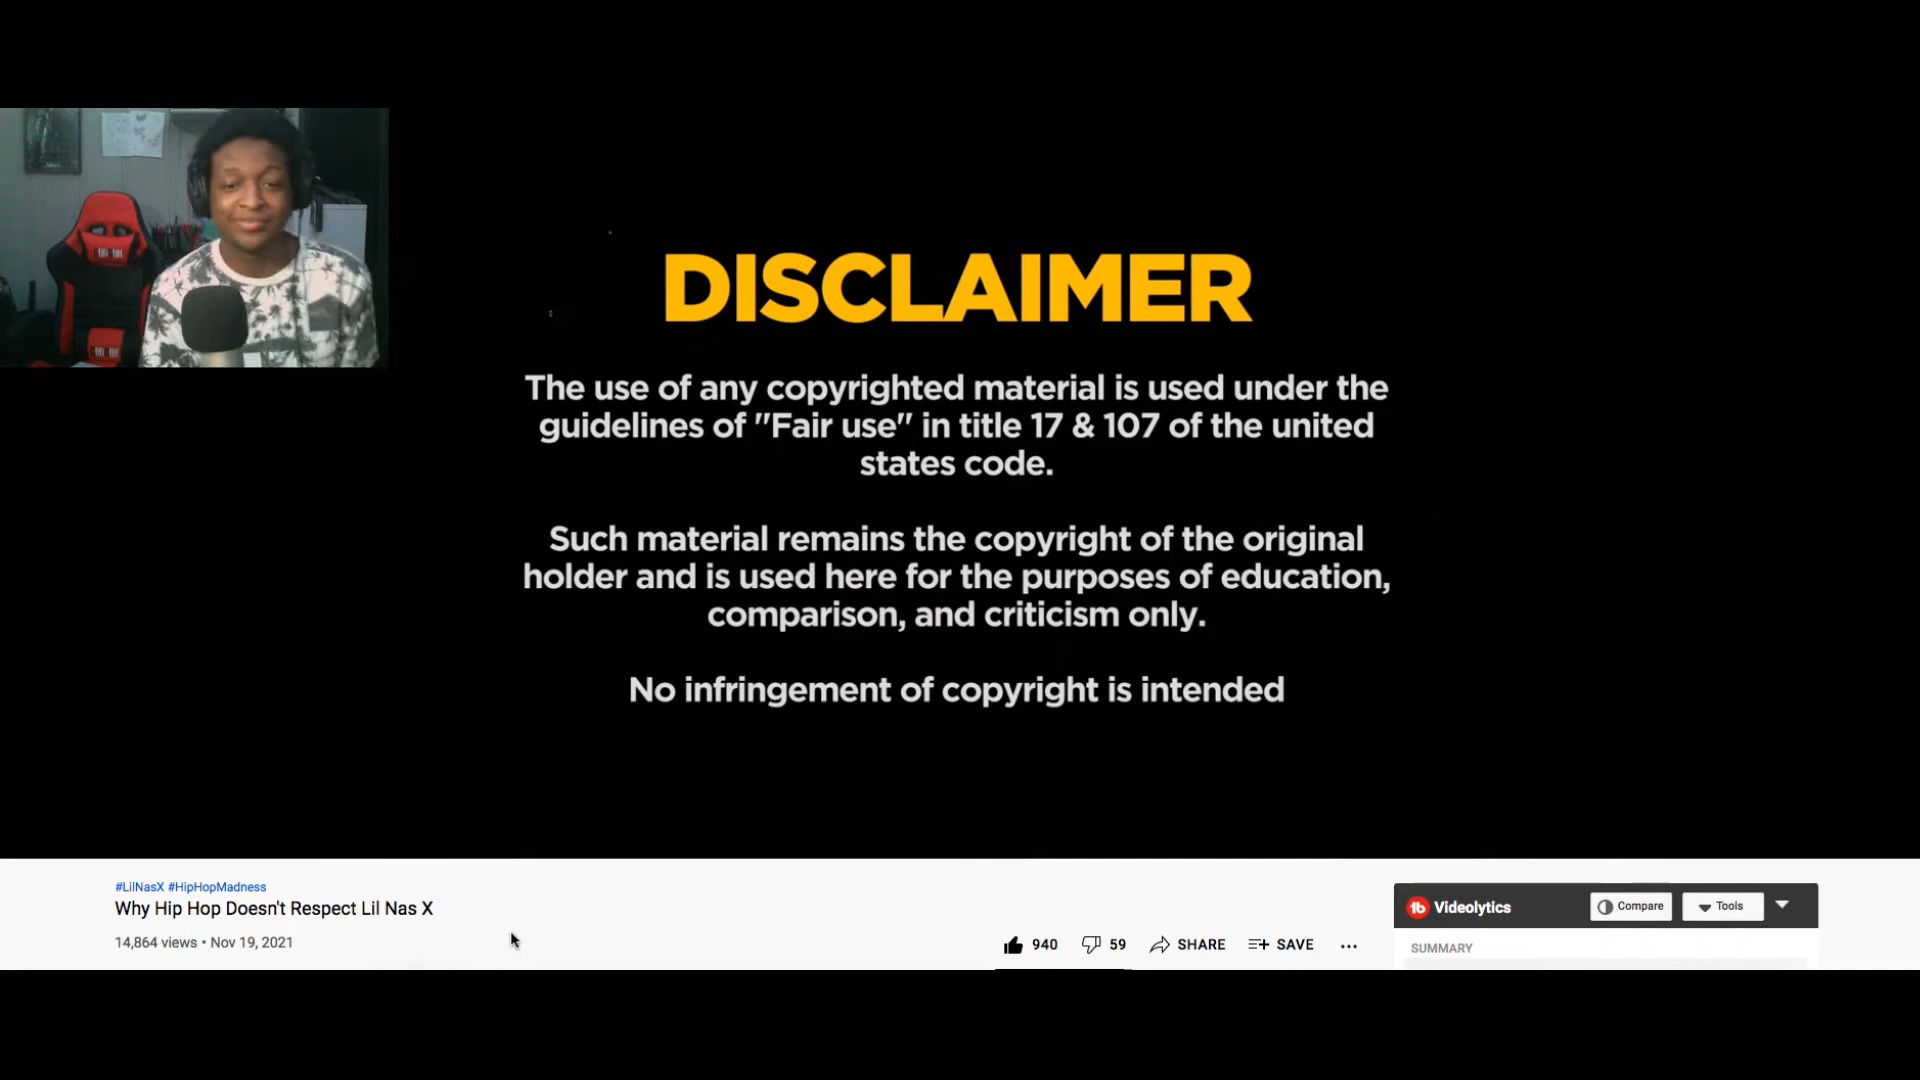 DISCLAIMER
The use of any copyrighted material is used under the
guidelines of "Fair use" in title 17 & 107 of the united
states code.
Such material remains the copyright of the original
holder and is used here for the purposes of education,
comparison, and criticism only.
No infringement of copyright is intended
#LilNasX #HipHopMadness
Why Hip Hop Doesn't Respect Lil Nas X
14,864 views • Nov 19, 2021
940 59 SHARE SAVE ...
tb Videolytics Compare Tools
SUMMARY